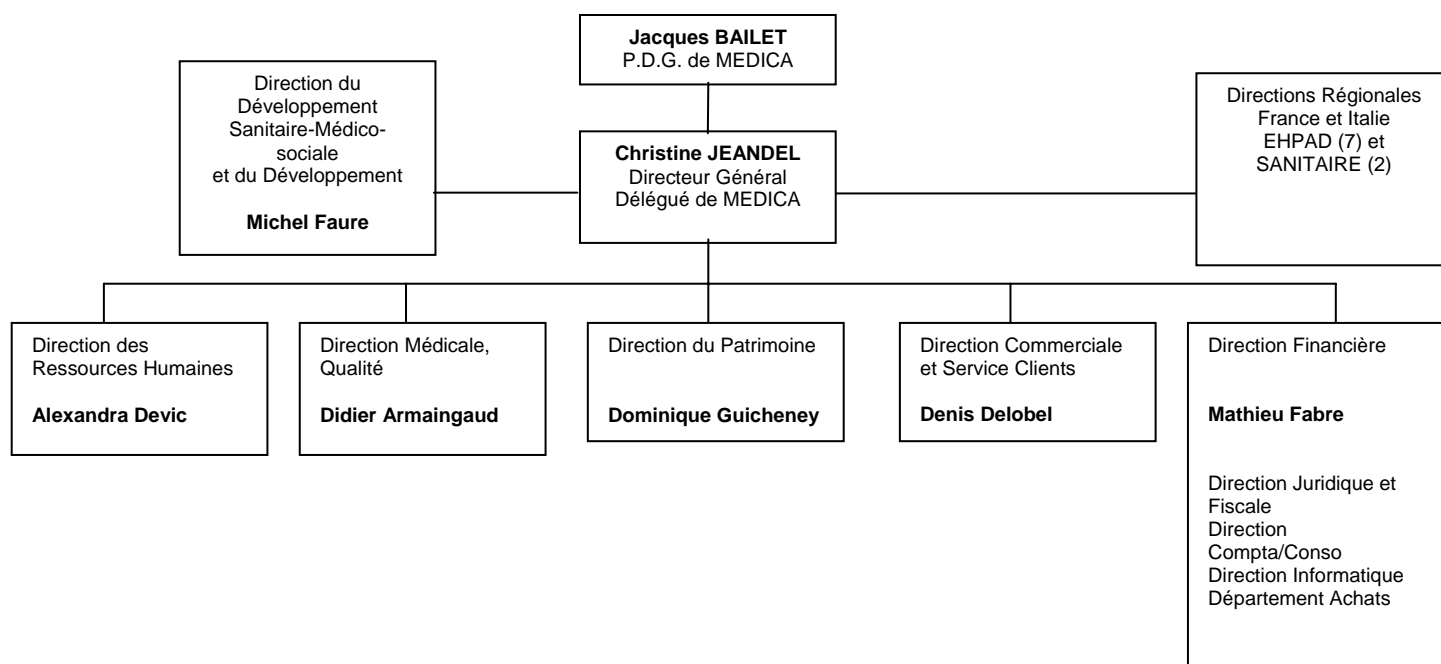 Jacques BAILET
P.D.G. de MEDICA
Direction du
Développement
Sanitaire-Médico-
sociale
et du Développement
Michel Faure
Christine JEANDEL
Directeur Général
Délégué de MEDICA
Directions Régionales
France et Italie
EHPAD (7) et
SANITAIRE (2)
Direction des
Ressources Humaines
Alexandra Devic
Direction Médicale,
Qualité
Didier Armaingaud
Direction du Patrimoine
Dominique Guicheney
Direction Commerciale
et Service Clients
Denis Delobel
Direction Financière
Mathieu Fabre
Direction Juridique et
Fiscale
Direction
Compta/Conso
Direction Informatique
Département Achats